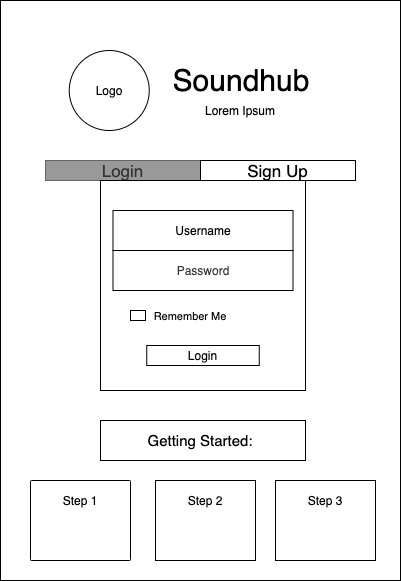 Logo
Soundhub
Lorem Ipsum
Login
Sign Up
Username
Password
Remember Me
Login
Getting Started:
Step 1
Step 2
Step 3